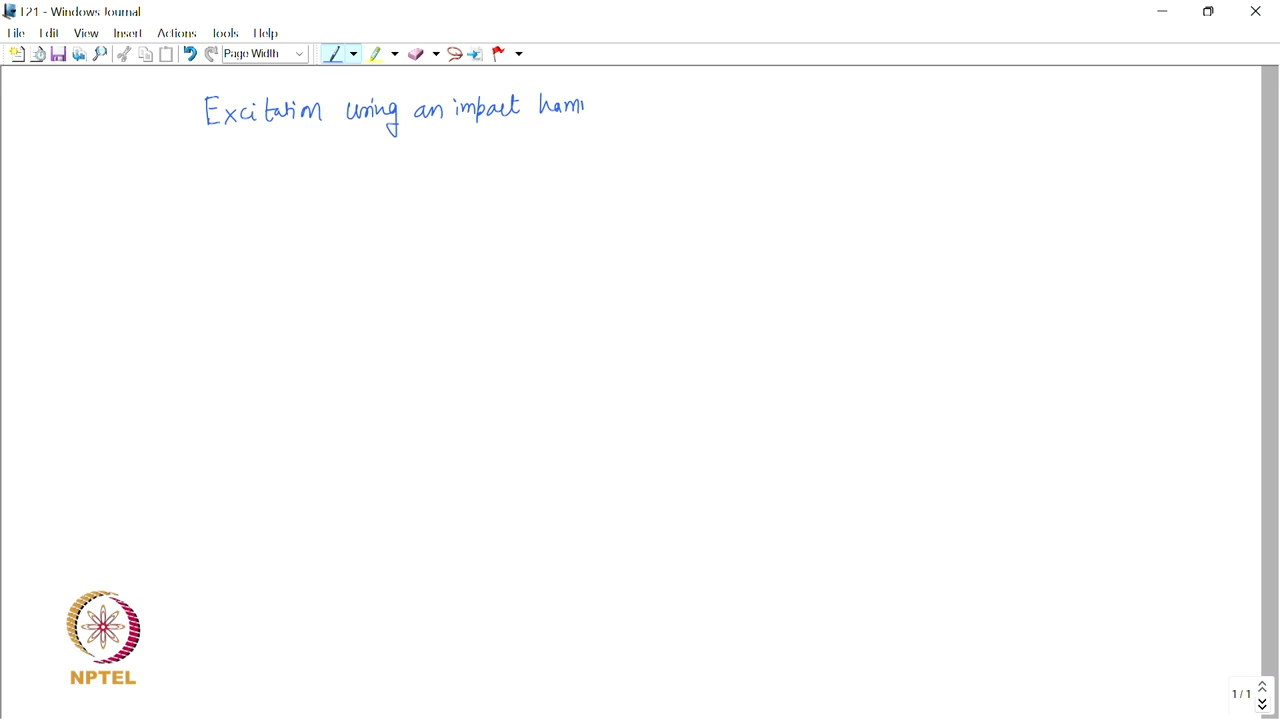 L21 - Windows Journal
File Edit View Insert Actions Tools Help
Page Width
Excitation using an impact ham
NPTEL
1 / 1